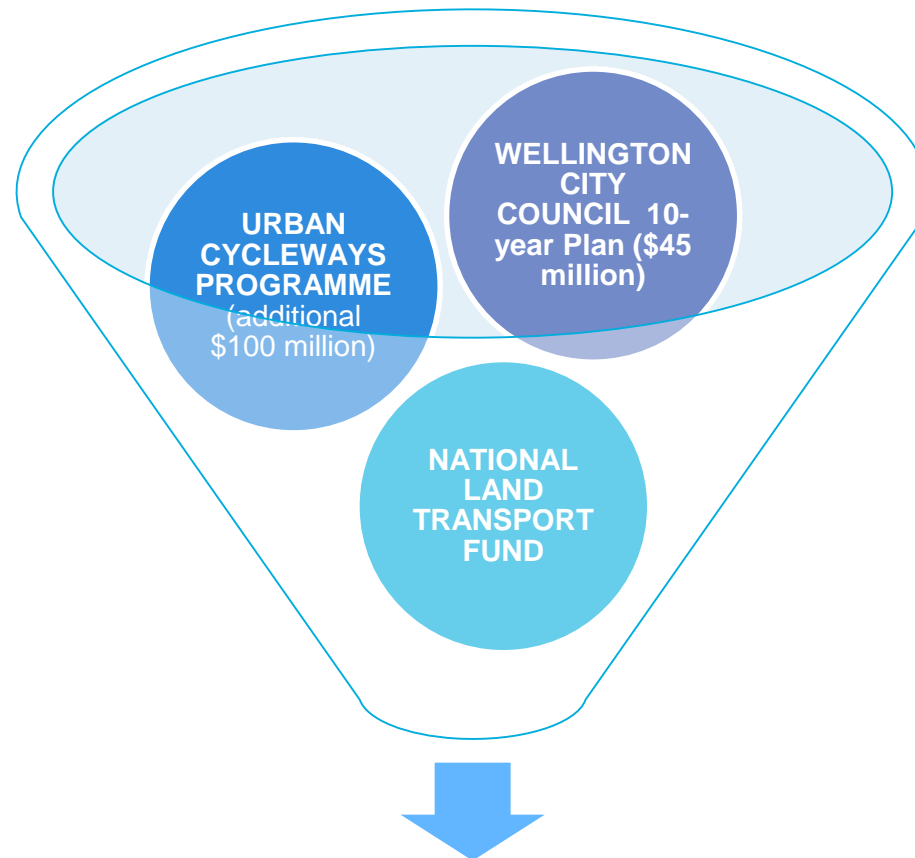 URBAN
CYCLEWAYS
PROGRAMME
(additional
$100 million)
WELLINGTON
CITY
COUNCIL 10-
year Plan ($45
million)
NATIONAL
LAND
TRANSPORT
FUND